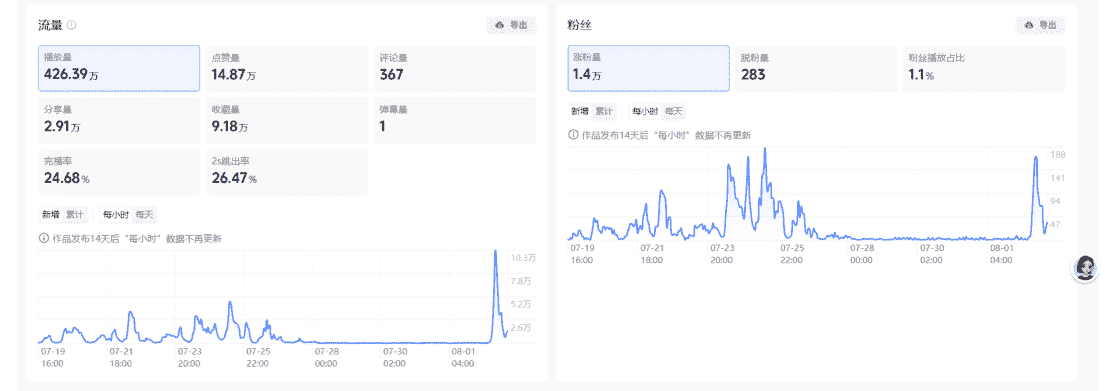 流量
导出
播放量
426.39万
点赞量
14.87万
评论量
367
分享量
2.91万
收藏量
9.18万
弹幕量
1
完播率
24.68%
2s跳出率
26.47%
新增 累计 每小时 每天
作品发布14天后“每小时”数据不再更新
10.3万
7.8万
5.2万
2.6万
07-19 07-21 07-23 07-25 07-28 07-30 08-01
16:00 18:00 20:00 22:00 00:00 02:00 04:00
粉丝
导出
涨粉量
1.4万
脱粉量
283
粉丝播放占比
1.1%
新增 累计 每小时 每天
作品发布14天后“每小时”数据不再更新
188
141
94
47
07-19 07-21 07-23 07-25 07-28 07-30 08-01
16:00 18:00 20:00 22:00 00:00 02:00 04:00